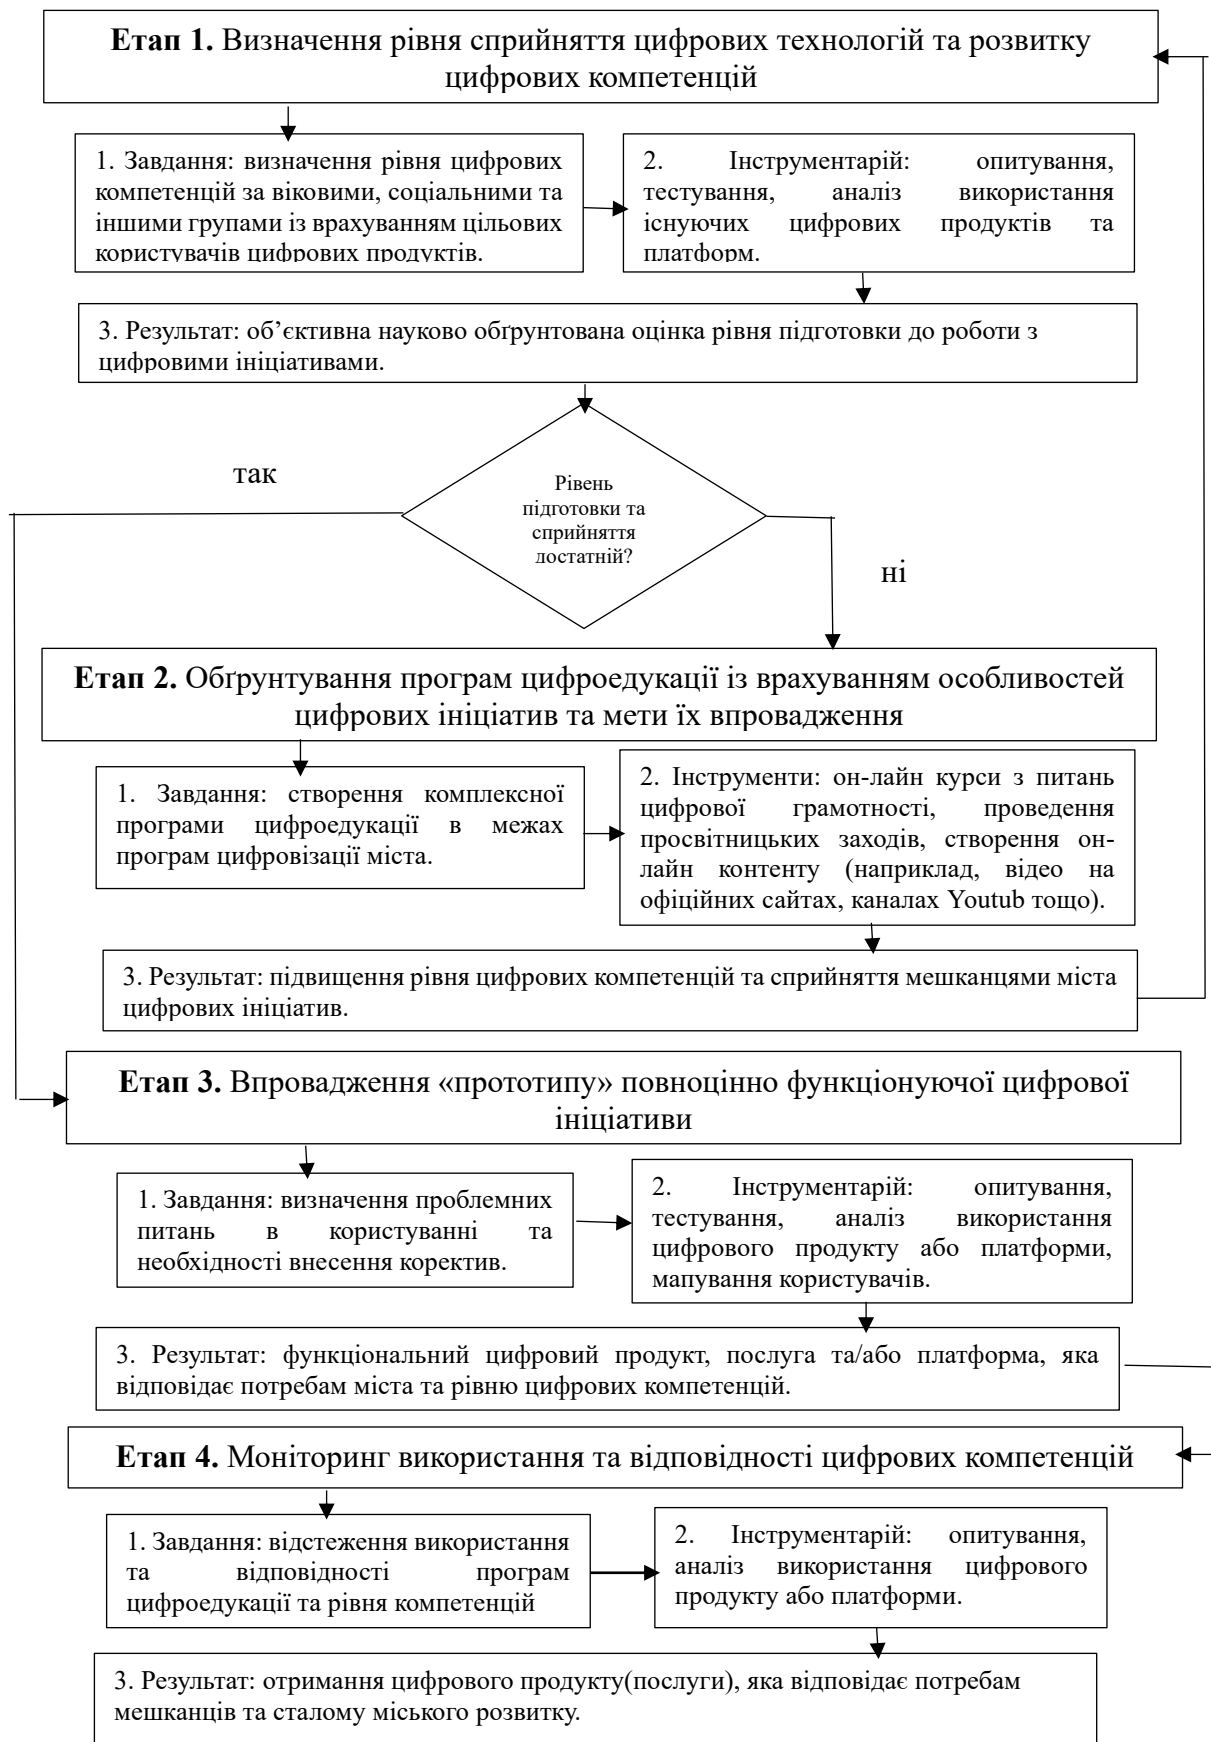 Етап 1. Визначення рівня сприйняття цифрових технологій та розвитку
цифрових компетенцій
1. Завдання: визначення рівня цифрових
компетенцій за віковими, соціальними та
іншими групами із врахуванням цільових
користувачів цифрових продуктів.
2. Інструментарій: опитування,
тестування, аналіз використання
існуючих цифрових продуктів та
платформ.
3. Результат: об’єктивна науково обґрунтована оцінка рівня підготовки до роботи з
цифровими ініціативами.
так
Рівень
підготовки та
сприйняття
достатній?
ні
Етап 2. Обґрунтування програм цифроедукації із врахуванням особливостей
цифрових ініціатив та мети їх впровадження
1. Завдання: створення комплексної
програми цифроедукації в межах
програм цифровізації міста.
2. Інструменти: он-лайн курси з питань
цифрової грамотності, проведення
просвітницьких заходів, створення он-
лайн контенту (наприклад, відео на
офіційних сайтах, каналах Youtub тощо).
3. Результат: підвищення рівня цифрових компетенцій та сприйняття мешканцями міста
цифрових ініціатив.
Етап 3. Впровадження «прототипу» повноцінно функціонуючої цифрової
ініціативи
1. Завдання: визначення проблемних
питань в користуванні та
необхідності внесення коректив.
2. Інструментарій: опитування,
тестування, аналіз використання
цифрового продукту або платформи,
мапування користувачів.
3. Результат: функціональний цифровий продукт, послуга та/або платформа, яка
відповідає потребам міста та рівню цифрових компетенцій.
Етап 4. Моніторинг використання та відповідності цифрових компетенцій
1. Завдання: відстеження використання
та відповідності програм
цифроедукації та рівня компетенцій
2. Інструментарій: опитування,
аналіз використання цифрового
продукту або платформи.
3. Результат: отримання цифрового продукту(послуги), яка відповідає потребам
мешканців та сталому міського розвитку.